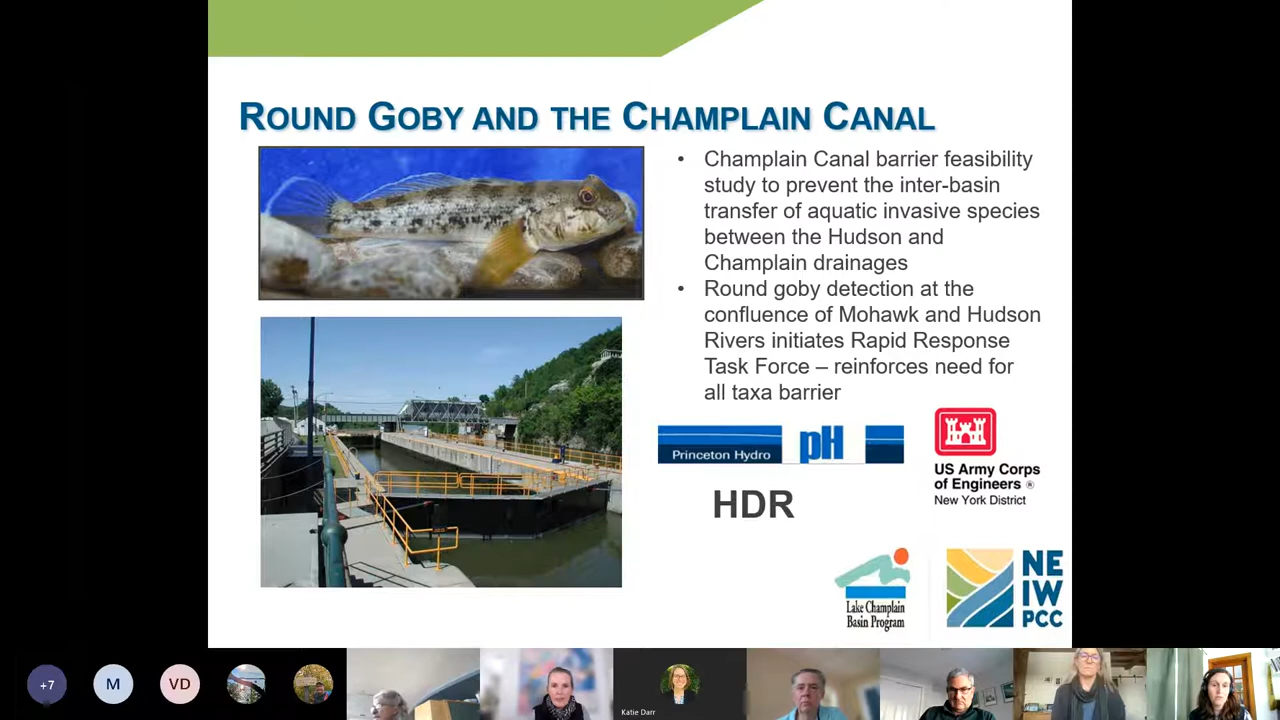 ROUND GOBY AND THE CHAMPLAIN CANAL
• Champlain Canal barrier feasibility
study to prevent the inter-basin
transfer of aquatic invasive species
between the Hudson and
Champlain drainages
• Round goby detection at the
confluence of Mohawk and Hudson
Rivers initiates Rapid Response
Task Force – reinforces need for
all taxa barrier
Princeton Hydro
pH
US Army Corps
of Engineers ®
New York District
HDR
Lake Champlain
Basin Program
NE
IW
PCC
+7
M
VD
Katie Darr